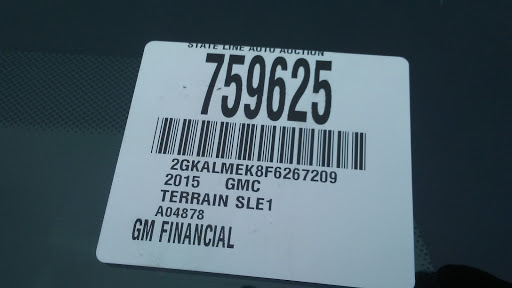 STATE LINE AUTO AUCTION
759625
2GKALMEK8F6267209
2015 GMC
TERRAIN SLE1
A04878
GM FINANCIAL